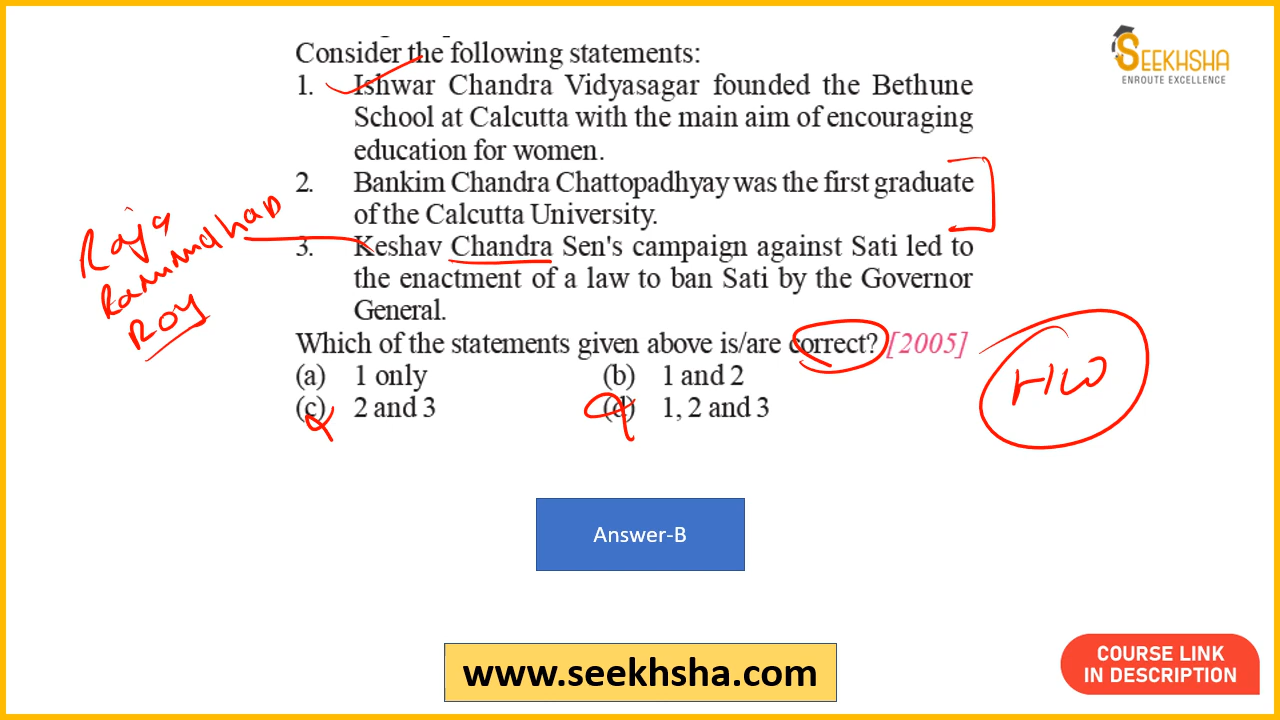 SEEKHSHA
ENROUTE EXCELLENCE
Consider the following statements:
1. Ishwar Chandra Vidyasagar founded the Bethune
School at Calcutta with the main aim of encouraging
education for women.
2. Bankim Chandra Chattopadhyay was the first graduate
of the Calcutta University.
3. Keshav Chandra Sen's campaign against Sati led to
the enactment of a law to ban Sati by the Governor
General.
Which of the statements given above is/are correct? [2005]
(a) 1 only (b) 1 and 2
(c) 2 and 3 (d) 1, 2 and 3
Raja
Roy
HW
Answer-B
www.seekhsha.com
COURSE LINK
IN DESCRIPTION